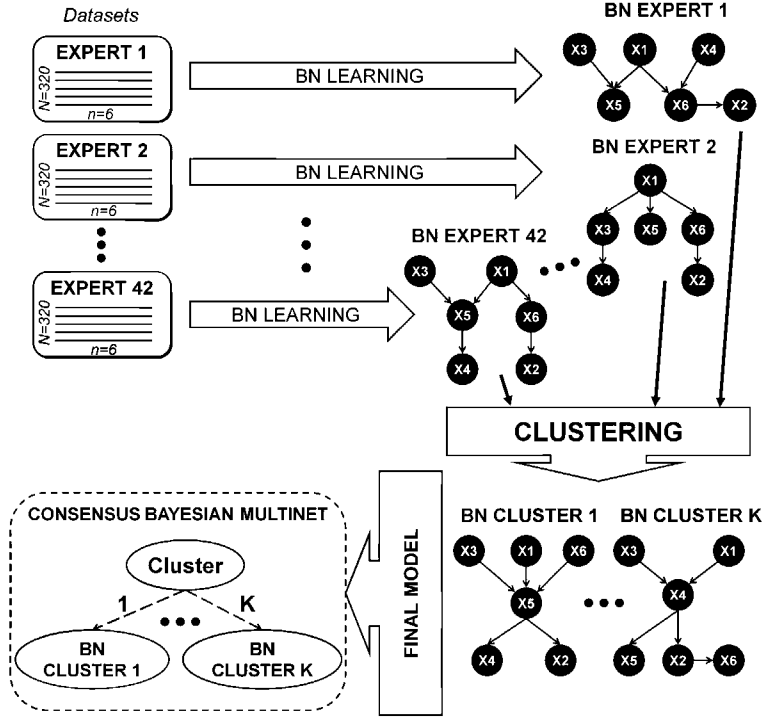 Datasets
EXPERT 1
N=320
n=6
BN LEARNING
BN EXPERT 1
X3 X1 X4
X5 X6 X2
EXPERT 2
N=320
n=6
BN LEARNING
BN EXPERT 2
X1
X3 X5 X6
X4 X2
EXPERT 42
N=320
n=6
BN LEARNING
BN EXPERT 42
X3 X1
X5 X6
X4 X2
CLUSTERING
BN CLUSTER 1
X3 X1 X6
X5
X4 X2
BN CLUSTER K
X3 X1
X4
X5 X2 X6
FINAL MODEL
CONSENSUS BAYESIAN MULTINET
Cluster
1 K
BN
CLUSTER 1
BN
CLUSTER K